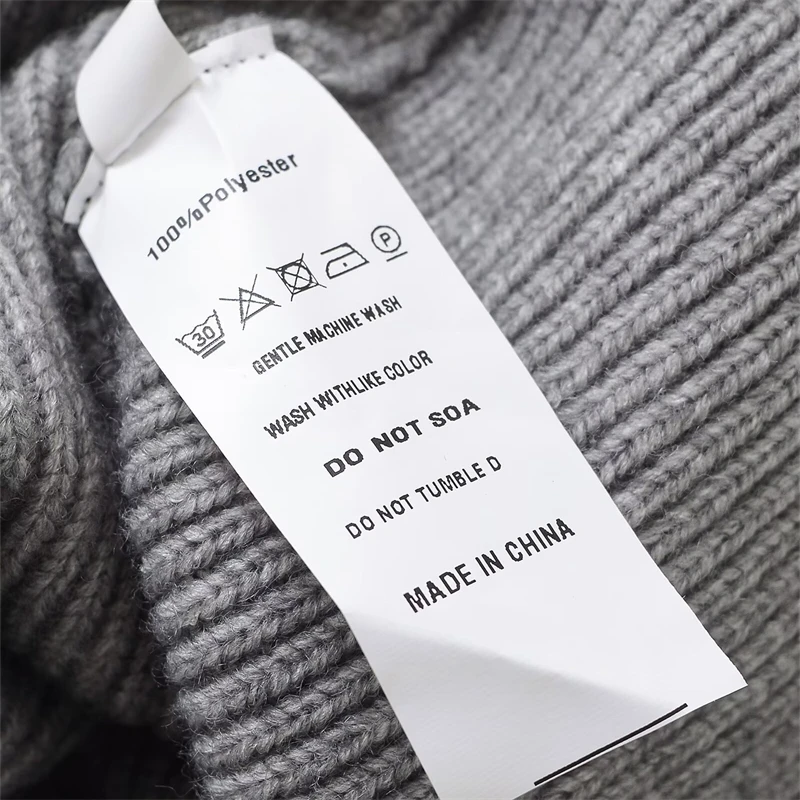 100%Polyester
30 P
GENTLE MACHINE WASH
WASH WITHLIKE COLOR
DO NOT SOA
DO NOT TUMBLE D
MADE IN CHINA